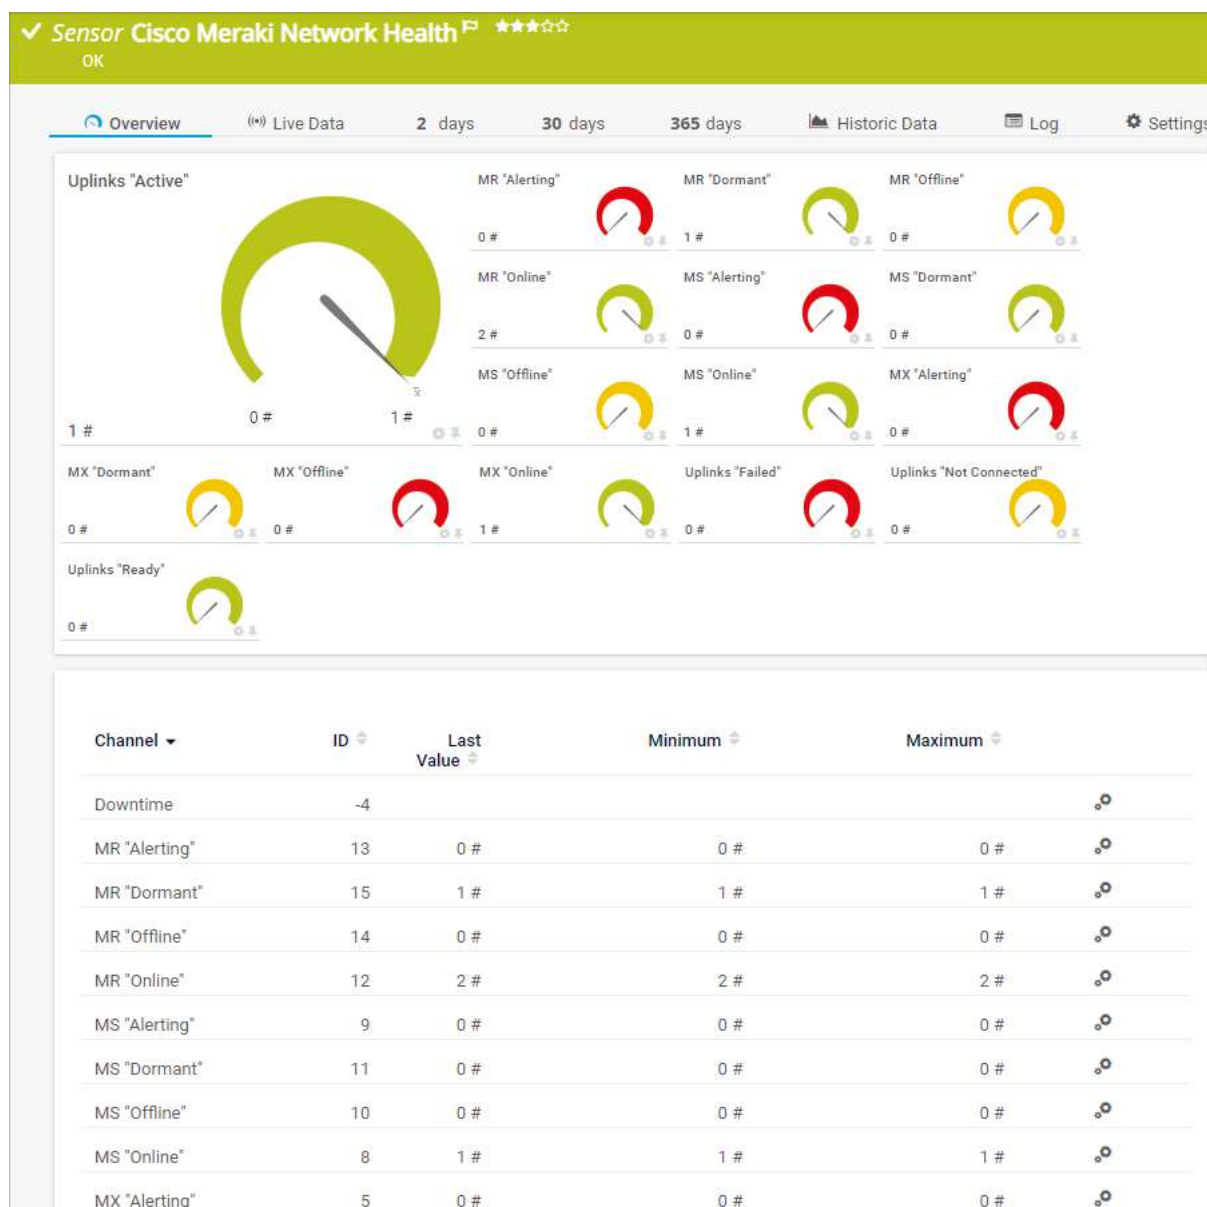 Sensor Cisco Meraki Network Health
OK
Overview Live Data 2 days 30 days 365 days Historic Data Log Settings
Uplinks "Active"
0 # 1 #
x
1 #
MR "Alerting"
0 #
MR "Dormant"
1 #
MR "Offline"
0 #
MR "Online"
2 #
MS "Alerting"
0 #
MS "Dormant"
0 #
MS "Offline"
0 #
MS "Online"
1 #
MX "Alerting"
0 #
MX "Dormant"
0 #
MX "Offline"
0 #
MX "Online"
1 #
Uplinks "Failed"
0 #
Uplinks "Not Connected"
0 #
Uplinks "Ready"
0 #
Channel ID Last Value Minimum Maximum
Downtime -4
MR "Alerting" 13 0 # 0 # 0 #
MR "Dormant" 15 1 # 1 # 1 #
MR "Offline" 14 0 # 0 # 0 #
MR "Online" 12 2 # 2 # 2 #
MS "Alerting" 9 0 # 0 # 0 #
MS "Dormant" 11 0 # 0 # 0 #
MS "Offline" 10 0 # 0 # 0 #
MS "Online" 8 1 # 1 # 1 #
MX "Alerting" 5 0 # 0 # 0 #